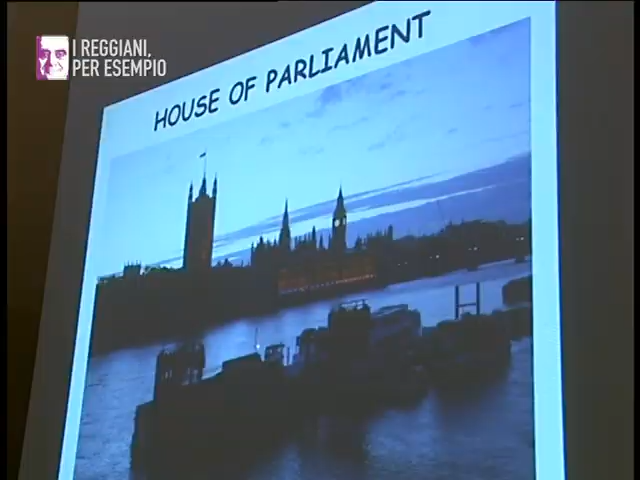 I REGGIANI,
PER ESEMPIO
HOUSE OF PARLIAMENT